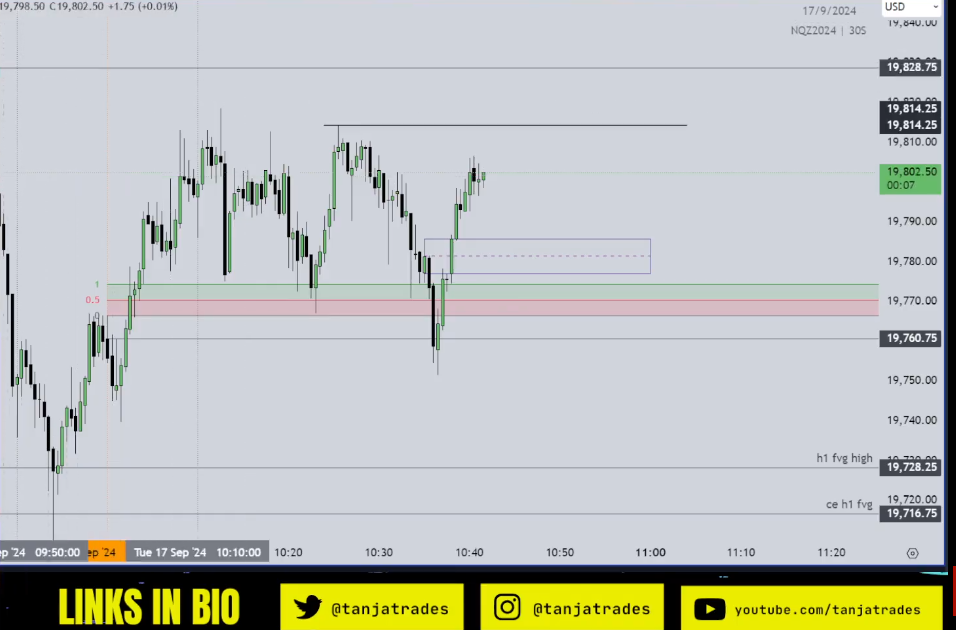 19,798.50 C19,802.50 +1.75 (+0.01%)
17/9/2024
USD
NQZ2024 | 30S
19,840.00
19,828.75
19,814.25
19,814.25
19,810.00
19,802.50
00:07
19,790.00
19,780.00
1
0.5
19,770.00
0
19,760.75
19,750.00
19,740.00
h1 fvg high
19,728.25
19,720.00
ce h1 fvg
19,716.75
ep '24 09:50:00 ep '24 Tue 17 Sep '24 10:10:00 10:20 10:30 10:40 10:50 11:00 11:10 11:20
LINKS IN BIO @tanjatrades @tanjatrades youtube.com/tanjatrades